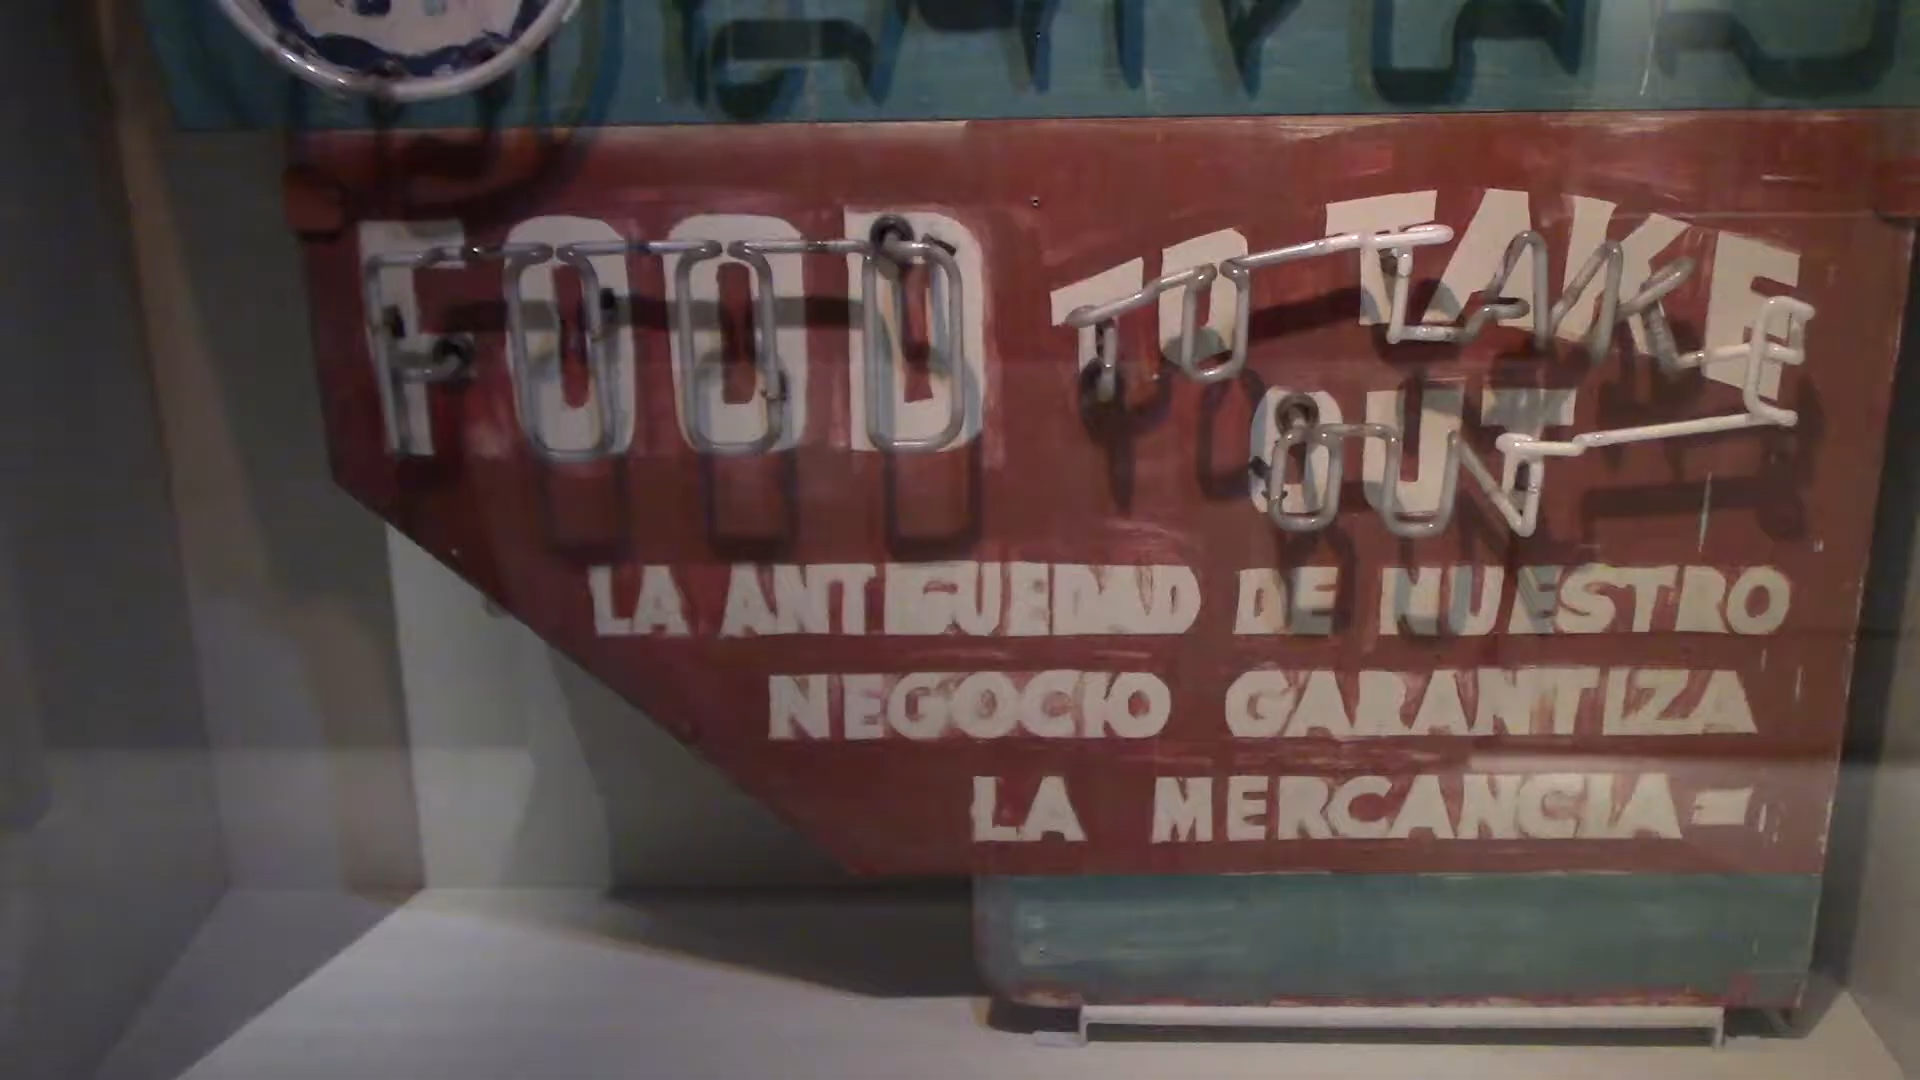 FOOD TO TAKE
OUT
LA ANTIGUEDAD DE NUESTRO
NEGOCIO GARANTIZA
LA MERCANCIA=